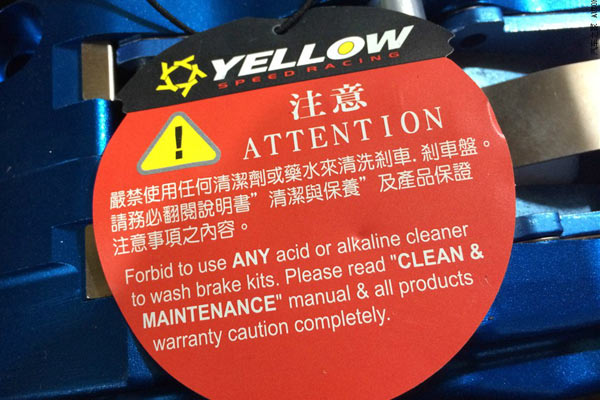 YELLOW
SPEED RACING
注意
ATTENTION
嚴禁使用任何清潔劑或藥水來清洗剎車.剎車盤。
請務必翻閱說明書"清潔與保養"及產品保證
注意事項之內容。
Forbid to use ANY acid or alkaline cleaner
to wash brake kits. Please read "CLEAN &
MAINTENANCE" manual & all products
warranty caution completely.